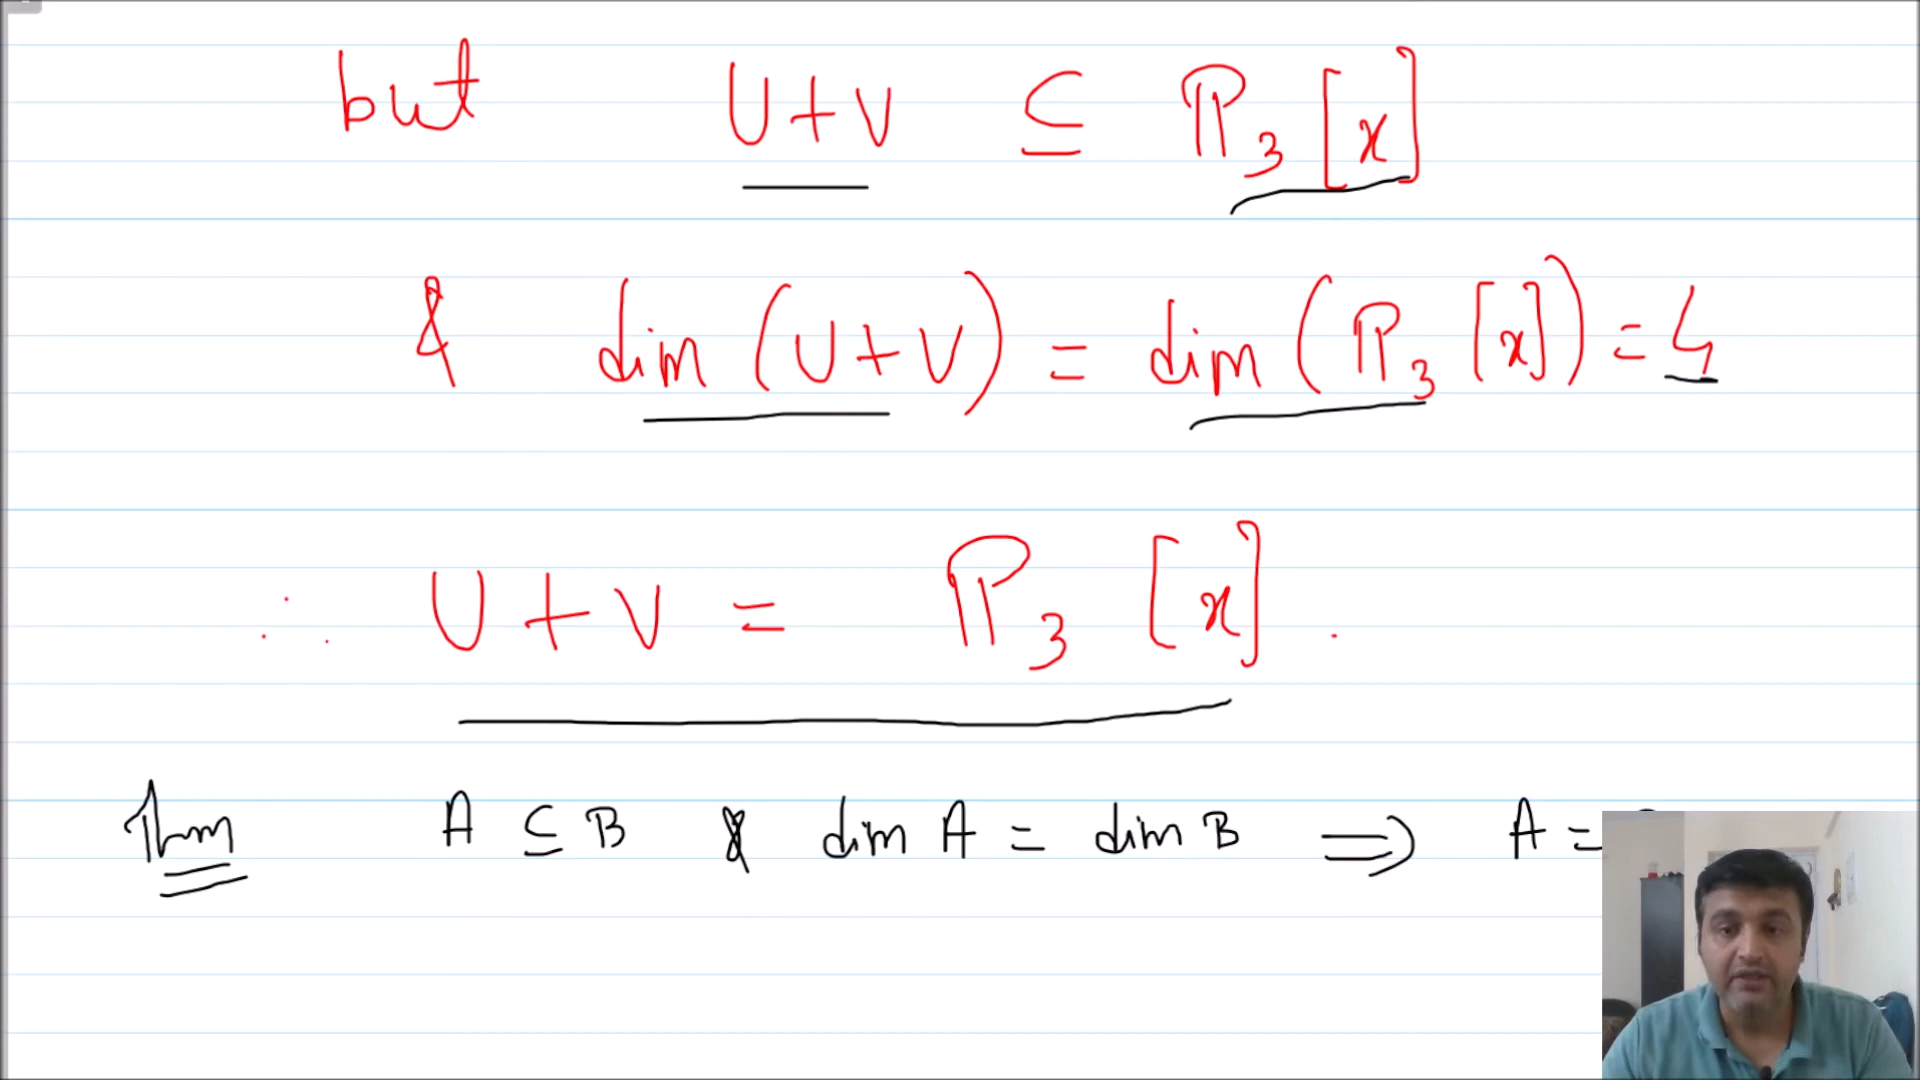 but U+V ⊆ ℙ₃[x]
& dim (U+V) = dim (ℙ₃[x]) = 4
∴ U+V = ℙ₃[x].
Thm A ⊆ B & dim A = dim B ⟹ A =